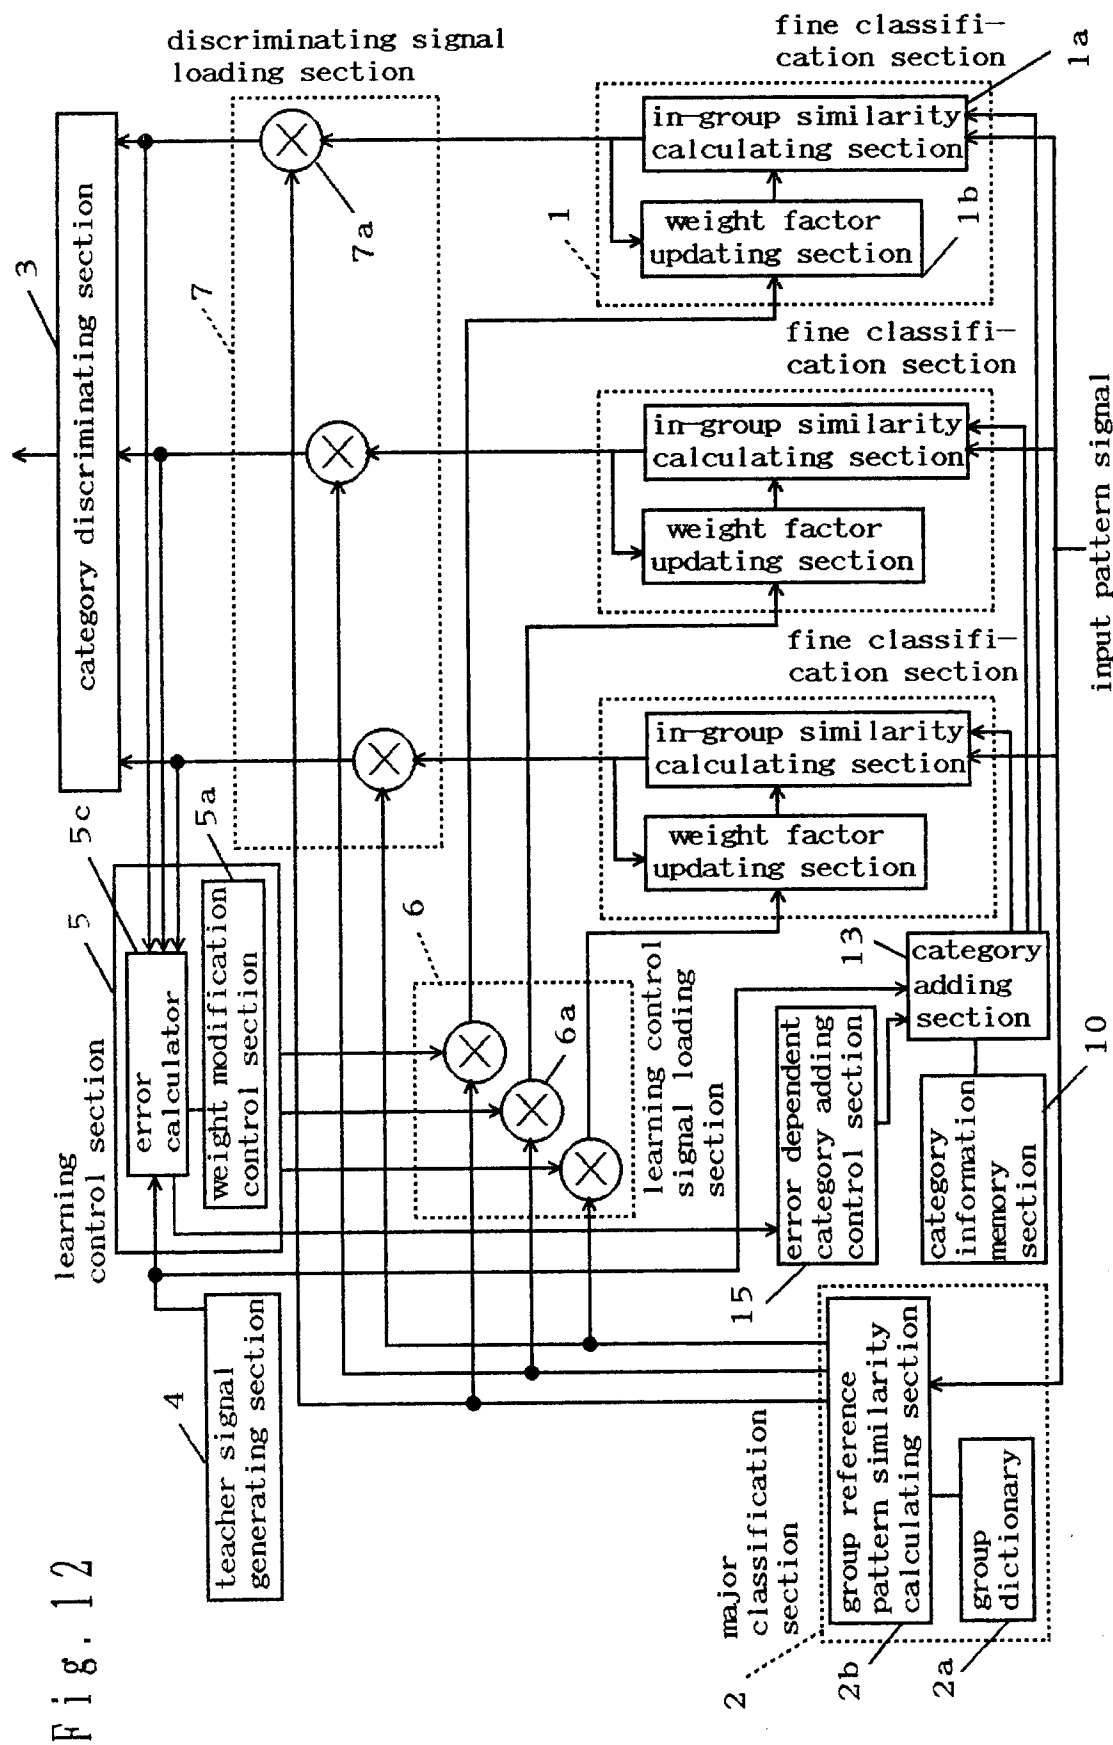 Fig. 12
discriminating signal
loading section
fine classifi-
cation section
1a
3
category discriminating section
7
7a
in-group similarity
calculating section
weight factor
updating section
1
1b
fine classifi-
cation section
in-group similarity
calculating section
weight factor
updating section
fine classifi-
cation section
in-group similarity
calculating section
weight factor
updating section
input pattern signal
learning
control section
5
5c
5a
error
calculator
weight modification
control section
6
6a
learning control
signal loading
section
4
teacher signal
generating section
13
category
adding
section
error dependent
category adding
control section
15
category
information
memory
section
10
major
classification
section
2
group reference
pattern similarity
calculating section
2b
group
dictionary
2a